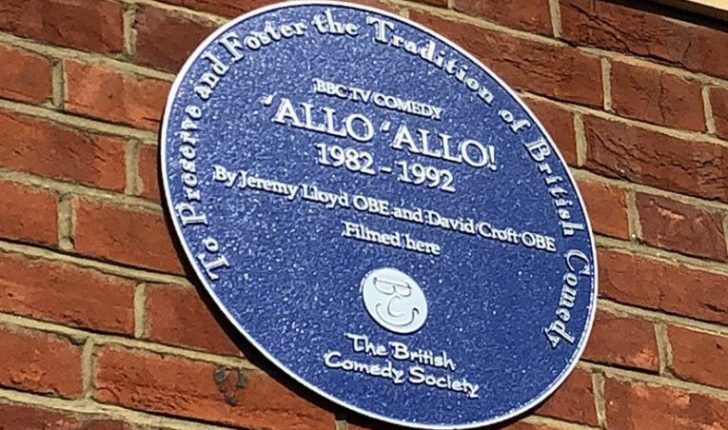 To Preserve and Foster the Tradition of British Comedy
BBC TV COMEDY
'ALLO 'ALLO!
1982 - 1992
By Jeremy Lloyd OBE and David Croft OBE
Filmed here
The British
Comedy Society